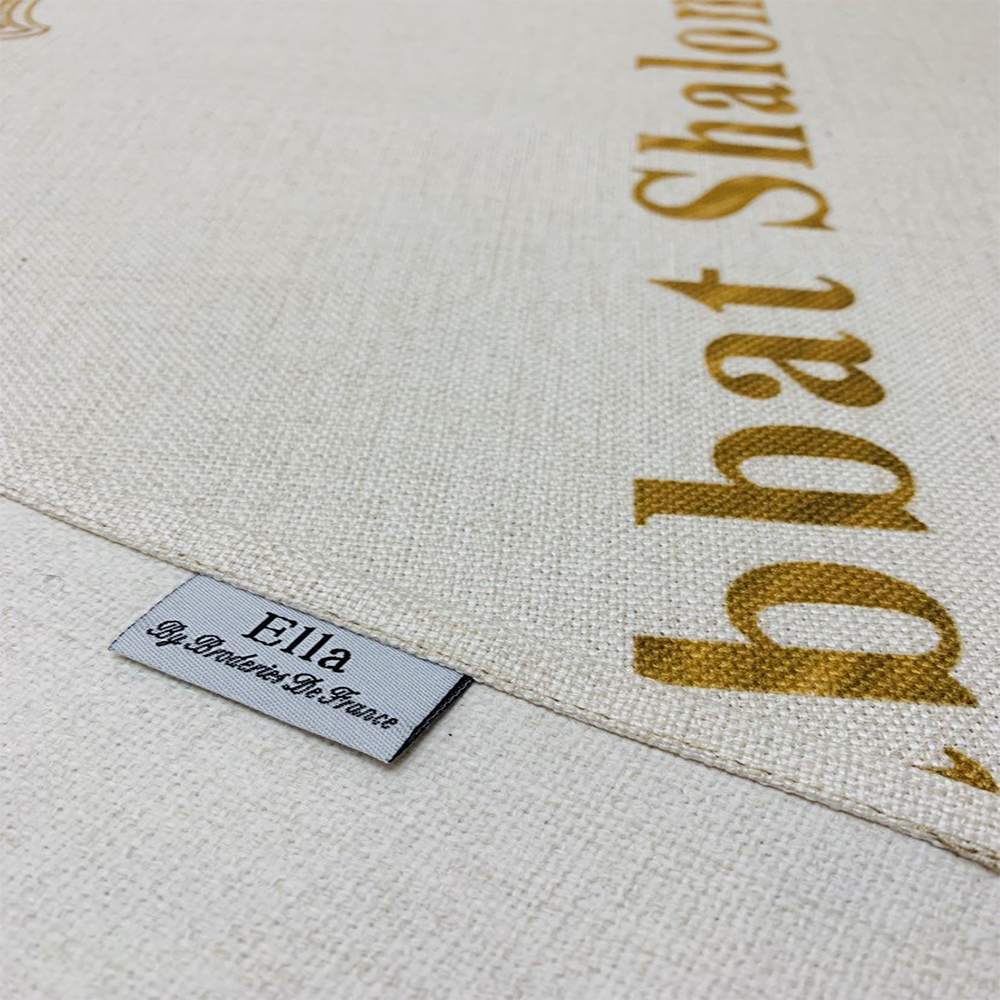 bbat Shalom
Ella
By Broderies De France